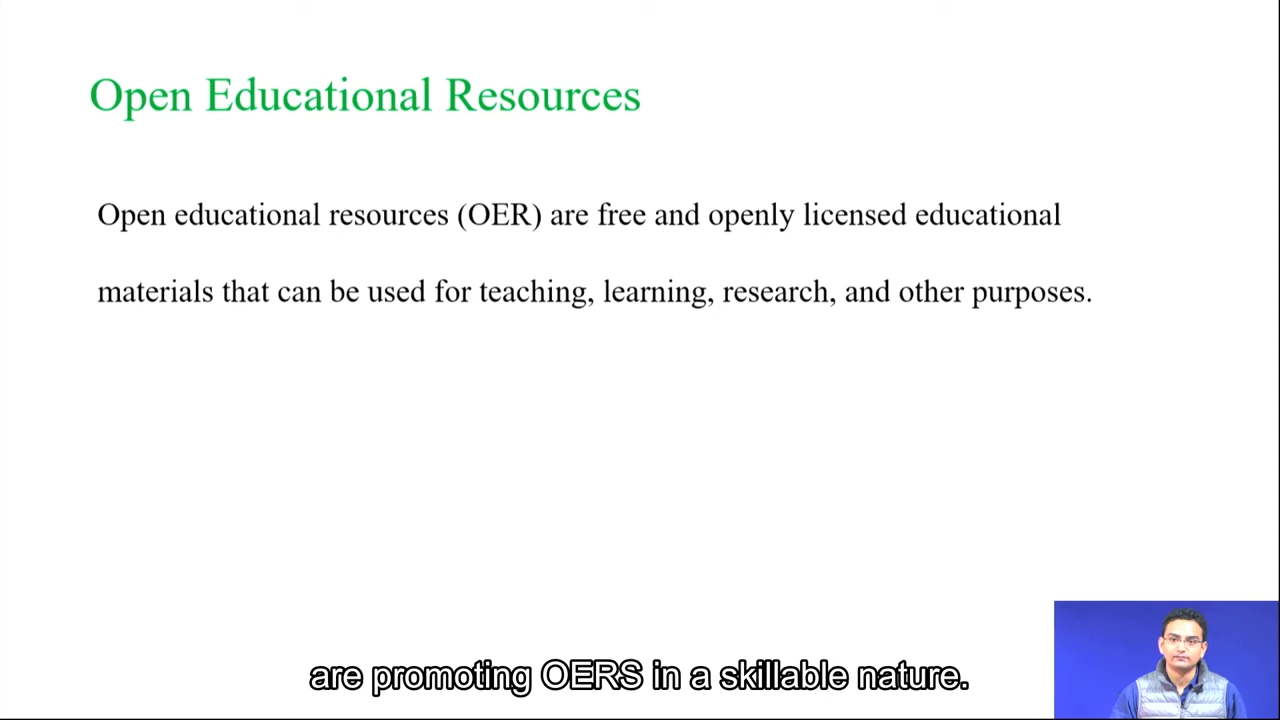 Open Educational Resources
Open educational resources (OER) are free and openly licensed educational
materials that can be used for teaching, learning, research, and other purposes.
are promoting OERS in a skillable nature.